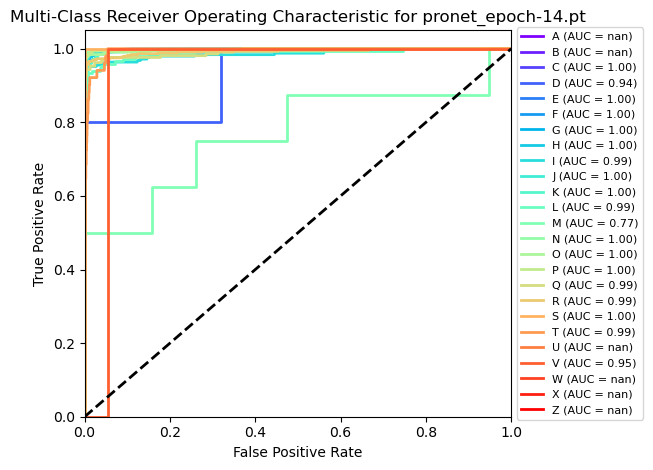 Multi-Class Receiver Operating Characteristic for pronet_epoch-14.pt
True Positive Rate
1.0
0.8
0.6
0.4
0.2
0.0
0.0 0.2 0.4 0.6 0.8 1.0
False Positive Rate
A (AUC = nan)
B (AUC = nan)
C (AUC = 1.00)
D (AUC = 0.94)
E (AUC = 1.00)
F (AUC = 1.00)
G (AUC = 1.00)
H (AUC = 1.00)
I (AUC = 0.99)
J (AUC = 1.00)
K (AUC = 1.00)
L (AUC = 0.99)
M (AUC = 0.77)
N (AUC = 1.00)
O (AUC = 1.00)
P (AUC = 1.00)
Q (AUC = 0.99)
R (AUC = 0.99)
S (AUC = 1.00)
T (AUC = 0.99)
U (AUC = nan)
V (AUC = 0.95)
W (AUC = nan)
X (AUC = nan)
Z (AUC = nan)